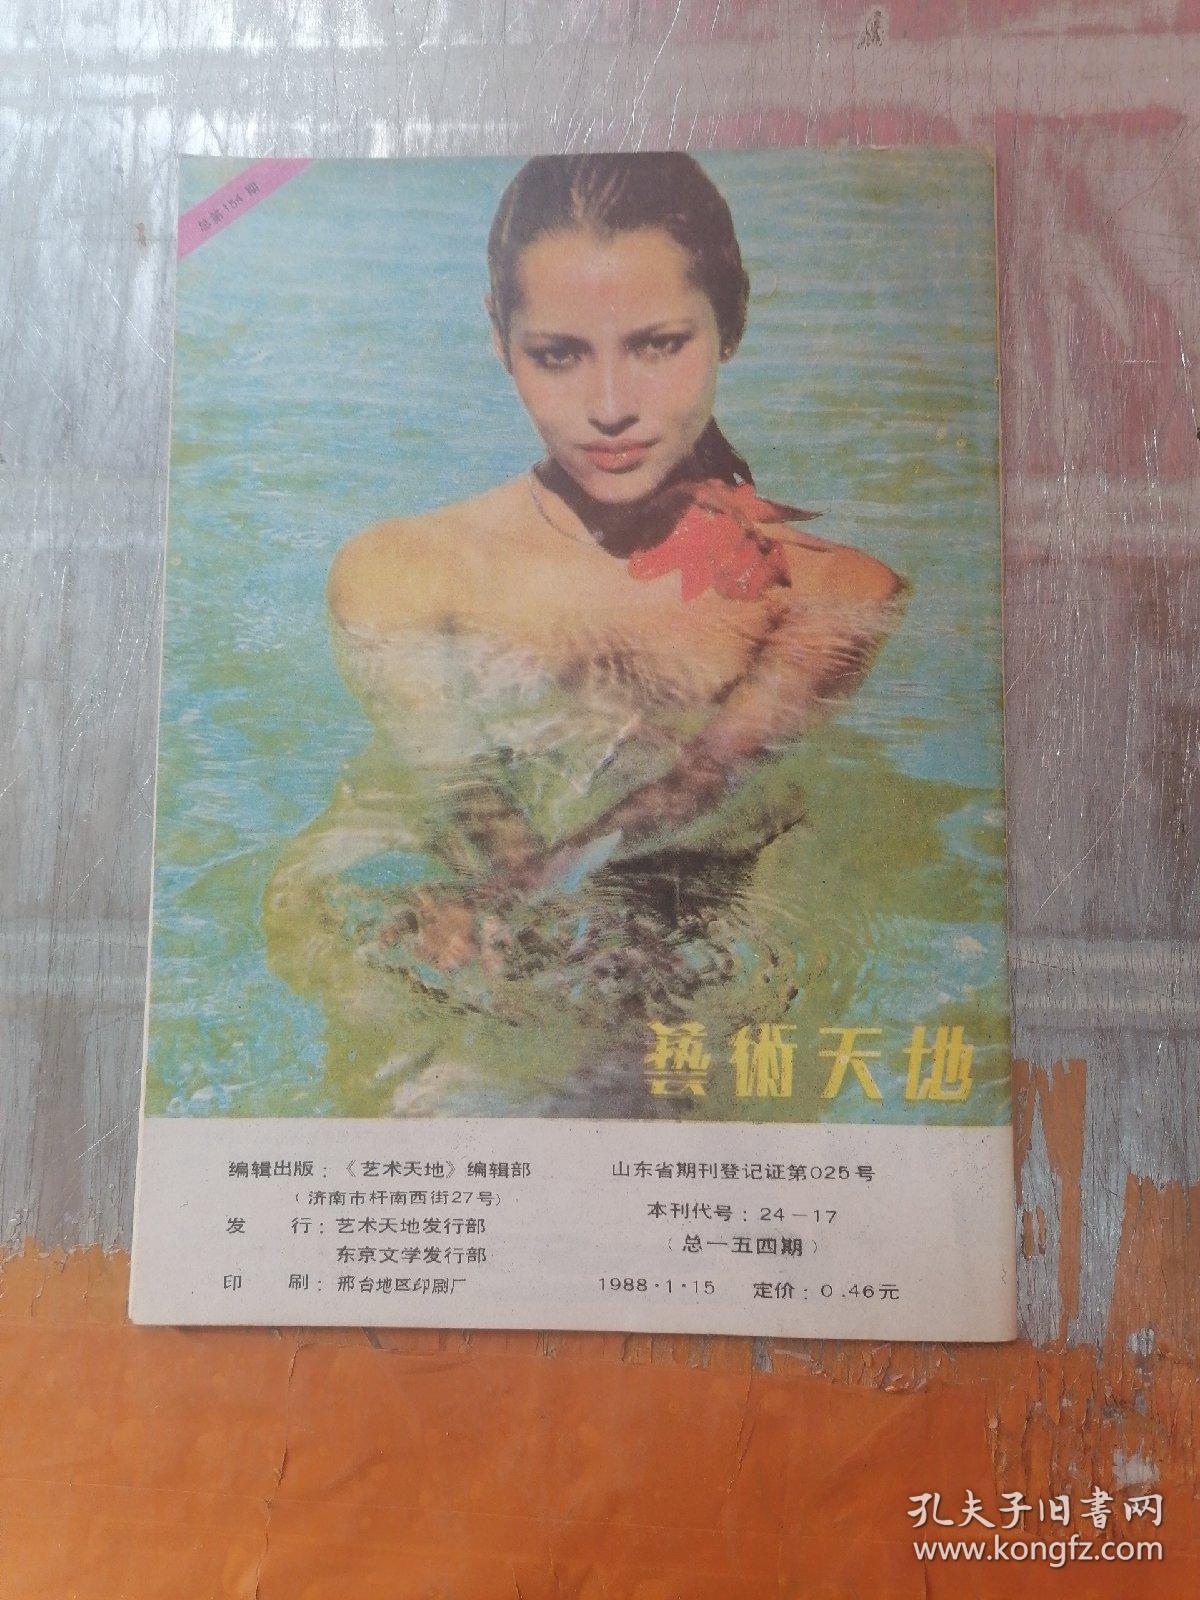 总第154期
藝術天地
编辑出版：《艺术天地》编辑部
（济南市杆南西街27号）
发　行：艺术天地发行部
东京文学发行部
印　刷：邢台地区印刷厂
山东省期刊登记证第025号
本刊代号：24—17
（总一五四期）
1988·1·15　定价：0.46元
孔夫子旧书网
www.kongfz.com